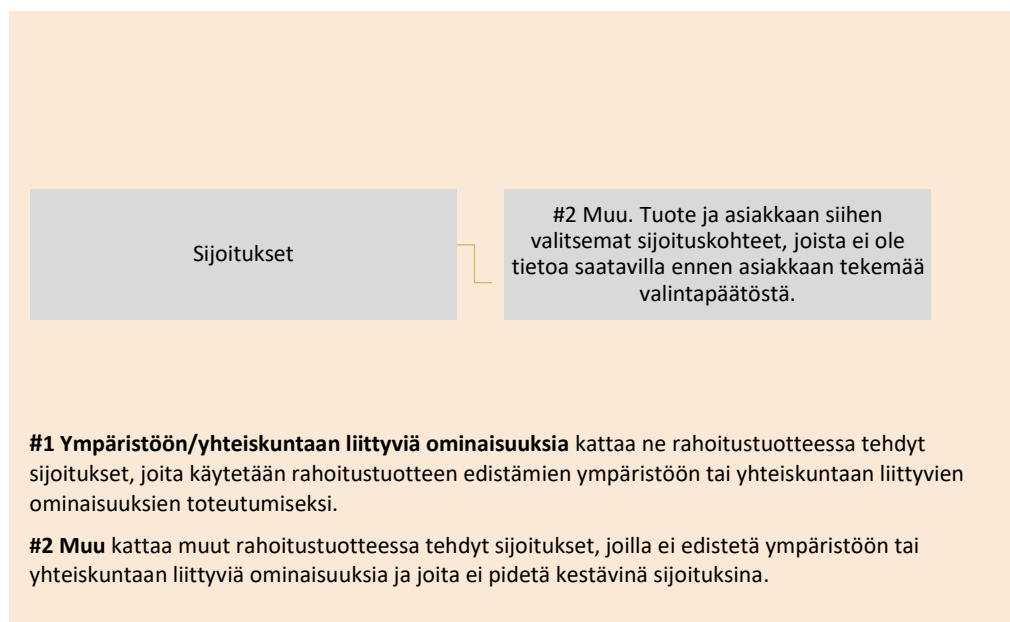 Sijoitukset
#2 Muu. Tuote ja asiakkaan siihen
valitsemat sijoituskohteet, joista ei ole
tietoa saatavilla ennen asiakkaan tekemää
valintapäätöstä.
#1 Ympäristöön/yhteiskuntaan liittyviä ominaisuuksia kattaa ne rahoitustuotteessa tehdyt
sijoitukset, joita käytetään rahoitustuotteen edistämien ympäristöön tai yhteiskuntaan liittyvien
ominaisuuksien toteutumiseksi.
#2 Muu kattaa muut rahoitustuotteessa tehdyt sijoitukset, joilla ei edistetä ympäristöön tai
yhteiskuntaan liittyviä ominaisuuksia ja joita ei pidetä kestävinä sijoituksina.